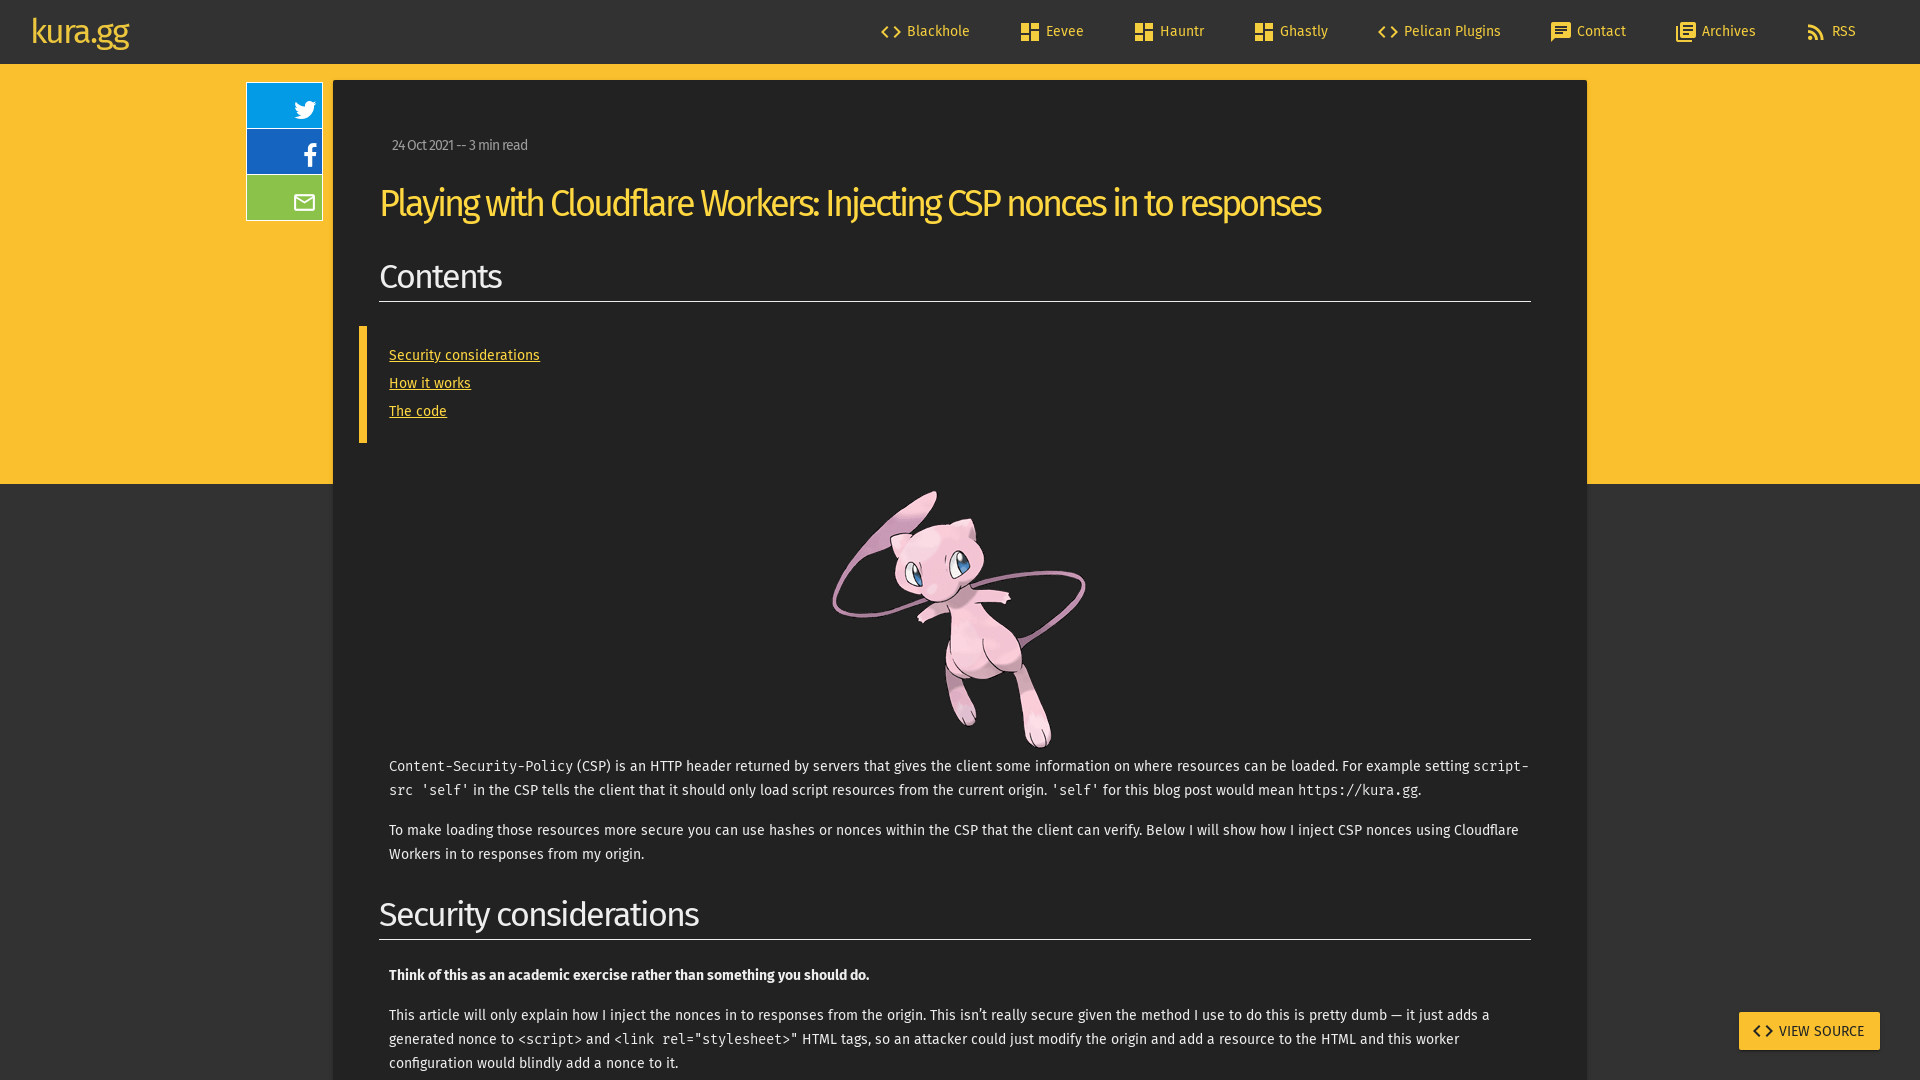 kura.gg
Blackhole
Eevee
Hauntr
Ghastly
Pelican Plugins
Contact
Archives
RSS
24 Oct 2021 -- 3 min read
Playing with Cloudflare Workers: Injecting CSP nonces in to responses
Contents
Security considerations
How it works
The code
Content-Security-Policy (CSP) is an HTTP header returned by servers that gives the client some information on where resources can be loaded. For example setting script-
src 'self' in the CSP tells the client that it should only load script resources from the current origin. 'self' for this blog post would mean https://kura.gg.
To make loading those resources more secure you can use hashes or nonces within the CSP that the client can verify. Below I will show how I inject CSP nonces using Cloudflare
Workers in to responses from my origin.
Security considerations
Think of this as an academic exercise rather than something you should do.
This article will only explain how I inject the nonces in to responses from the origin. This isn’t really secure given the method I use to do this is pretty dumb — it just adds a
generated nonce to <script> and <link rel="stylesheet>" HTML tags, so an attacker could just modify the origin and add a resource to the HTML and this worker
configuration would blindly add a nonce to it.
VIEW SOURCE